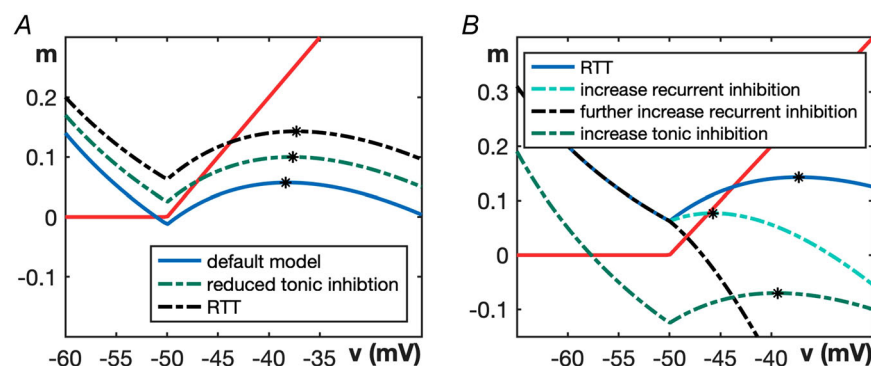 A
m
0.2
0.1
0
-0.1
default model
reduced tonic inhibtion
RTT
-60 -55 -50 -45 -40 -35
v (mV)
B
m
0.3
0.2
0.1
0
-0.1
RTT
increase recurrent inhibition
further increase recurrent inhibition
increase tonic inhibition
-60 -50 -40
v (mV)